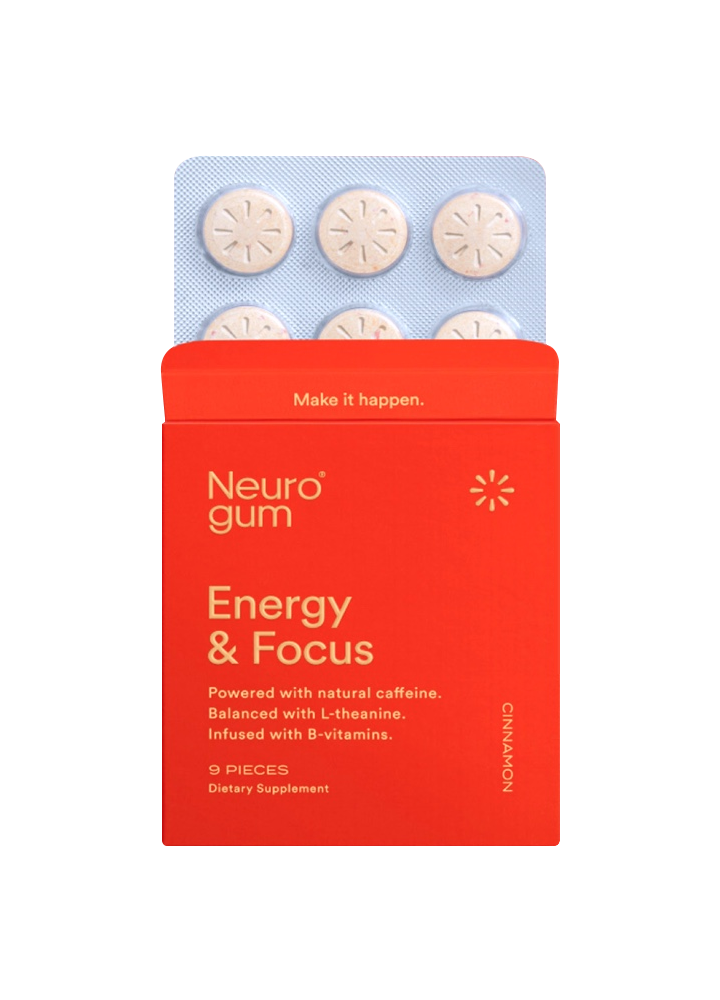 Make it happen.
Neuro®
gum
Energy
& Focus
Powered with natural caffeine.
Balanced with L-theanine.
Infused with B-vitamins.
9 PIECES
Dietary Supplement
CINNAMON